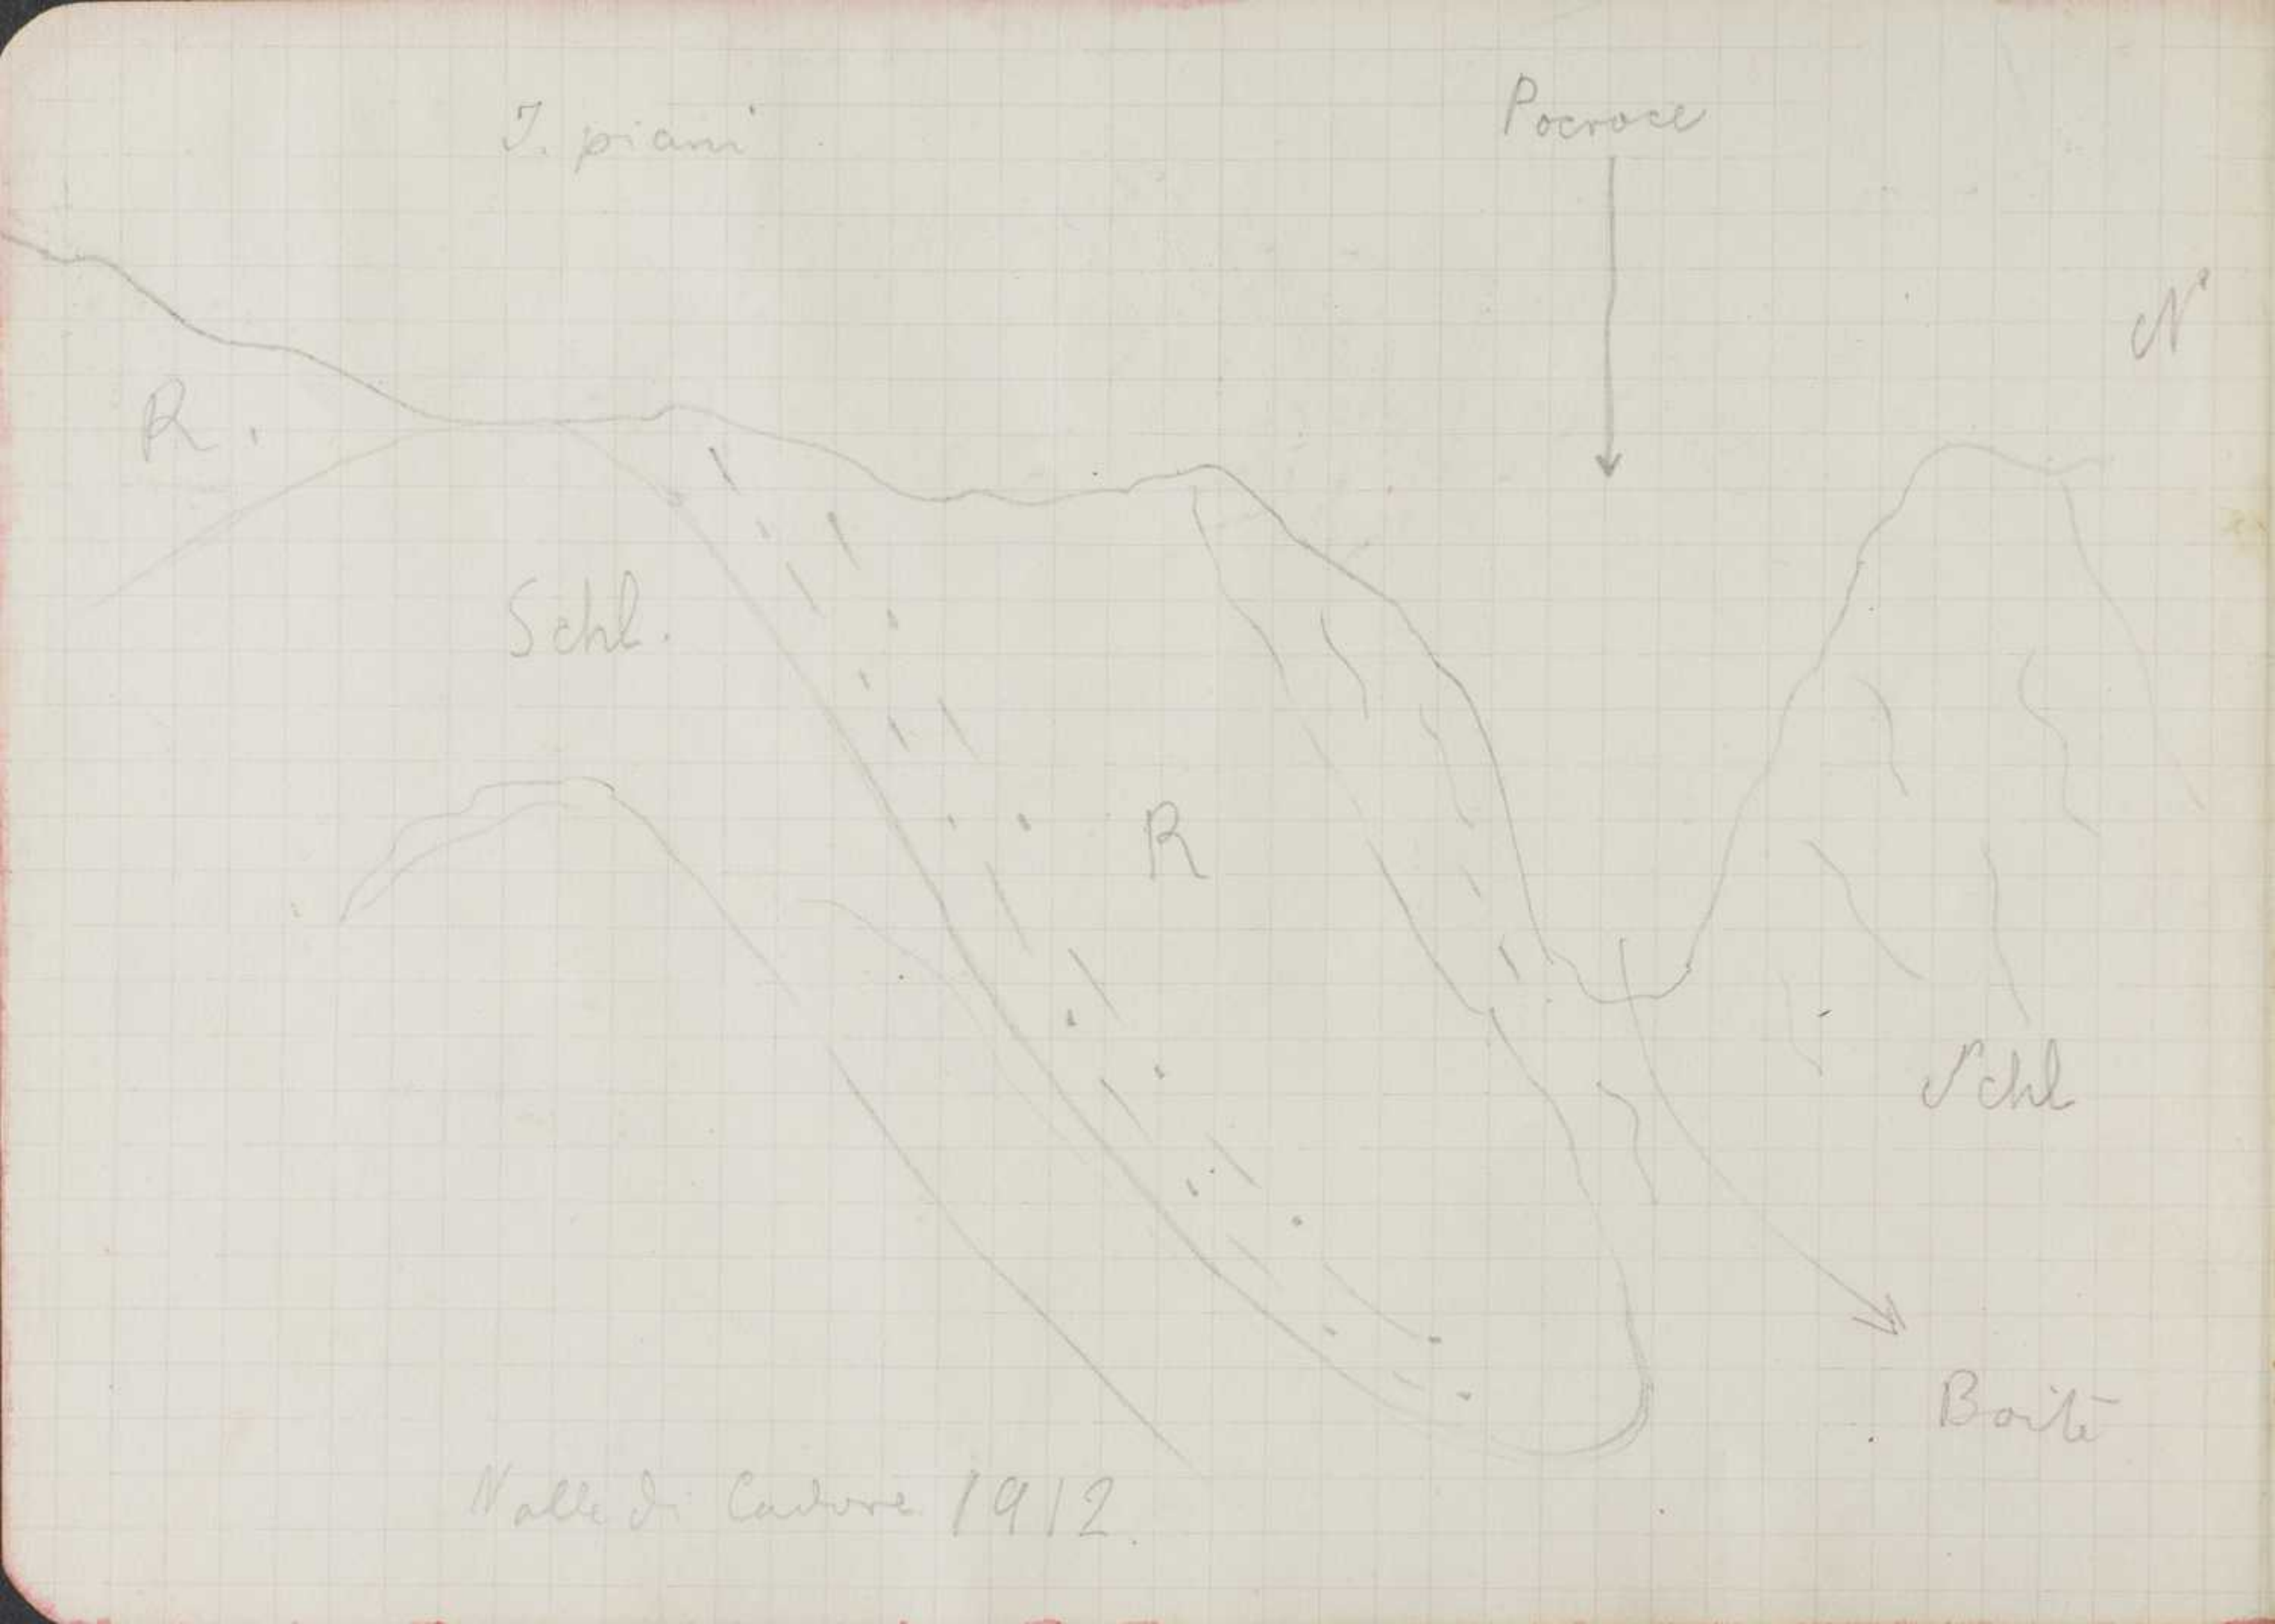 J. piani
Pocroce
N
R.
Schl.
R
Schl
Boite
Valle di Cadore 1912.